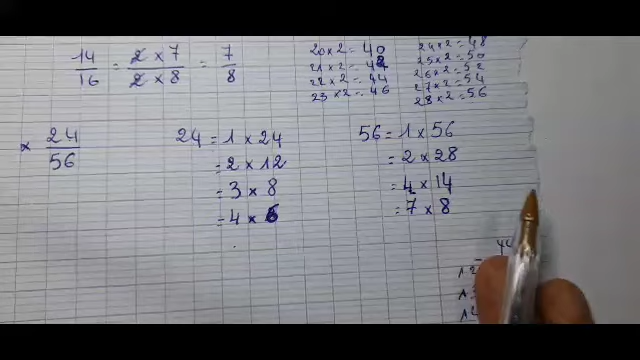 14/16 = 2 x 7 / 2 x 8 = 7/8
20 x 2 = 40
21 x 2 = 42
22 x 2 = 44
23 x 2 = 46
24 x 2 = 48
25 x 2 = 50
26 x 2 = 52
27 x 2 = 54
28 x 2 = 56
x 24/56
24 = 1 x 24
= 2 x 12
= 3 x 8
= 4 x 6
56 = 1 x 56
= 2 x 28
= 4 x 14
= 7 x 8